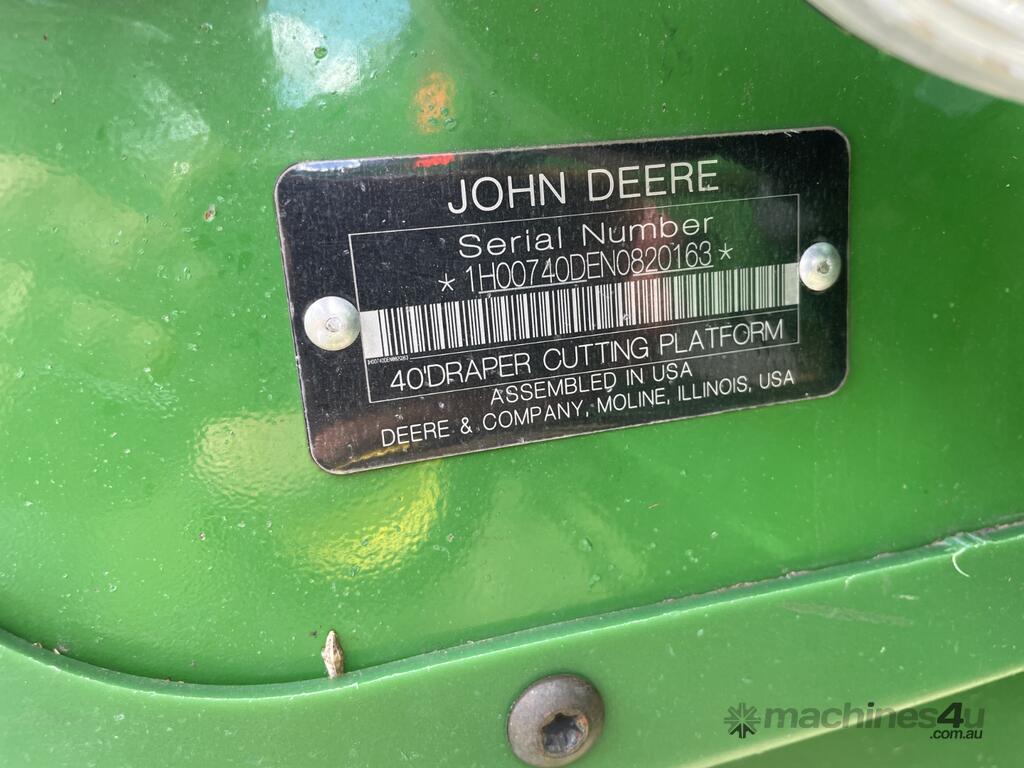 JOHN DEERE
Serial Number
*1H00740DEN0820163*
1H00740DEN0820163
40'DRAPER CUTTING PLATFORM
ASSEMBLED IN USA
DEERE & COMPANY, MOLINE, ILLINOIS, USA
machines4u
.com.au